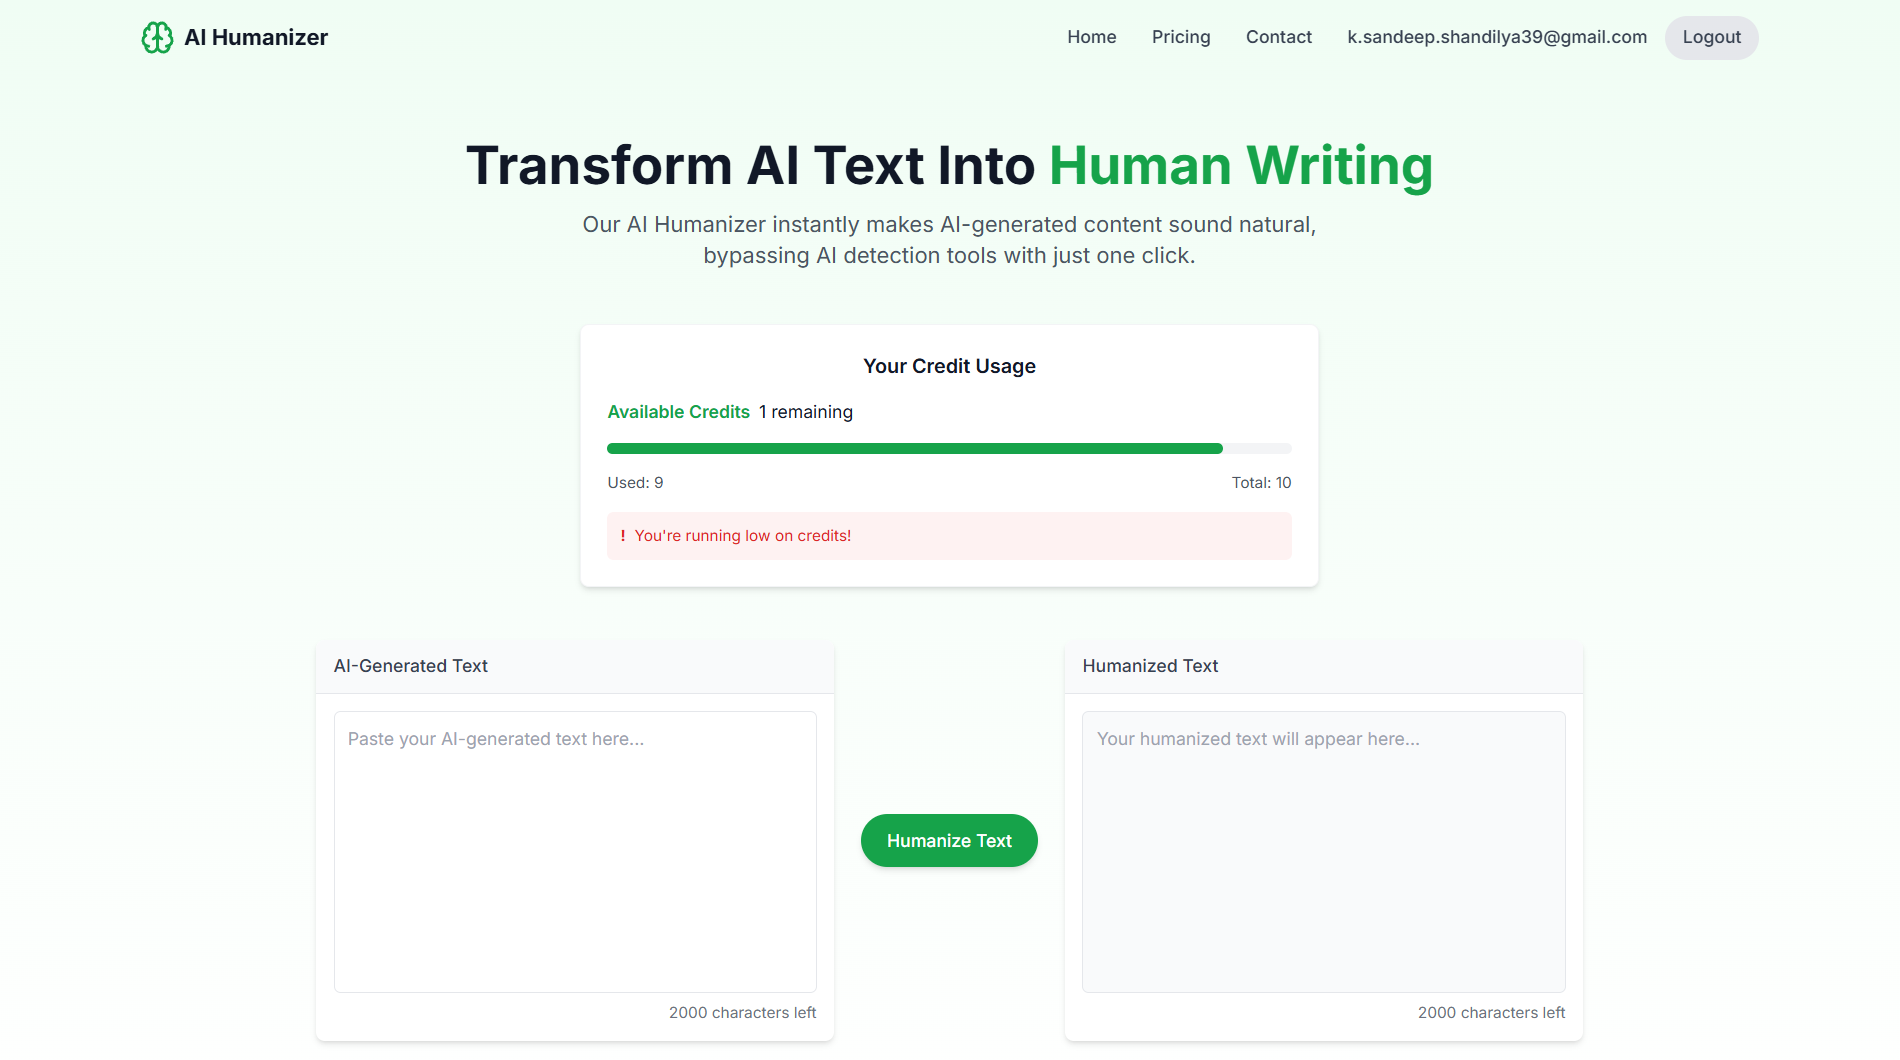 AI Humanizer
Home
Pricing
Contact
k.sandeep.shandilya39@gmail.com
Logout
Transform AI Text Into Human Writing
Our AI Humanizer instantly makes AI-generated content sound natural,
bypassing AI detection tools with just one click.
Your Credit Usage
Available Credits 1 remaining
Used: 9
Total: 10
! You're running low on credits!
AI-Generated Text
Paste your AI-generated text here...
2000 characters left
Humanize Text
Humanized Text
Your humanized text will appear here...
2000 characters left